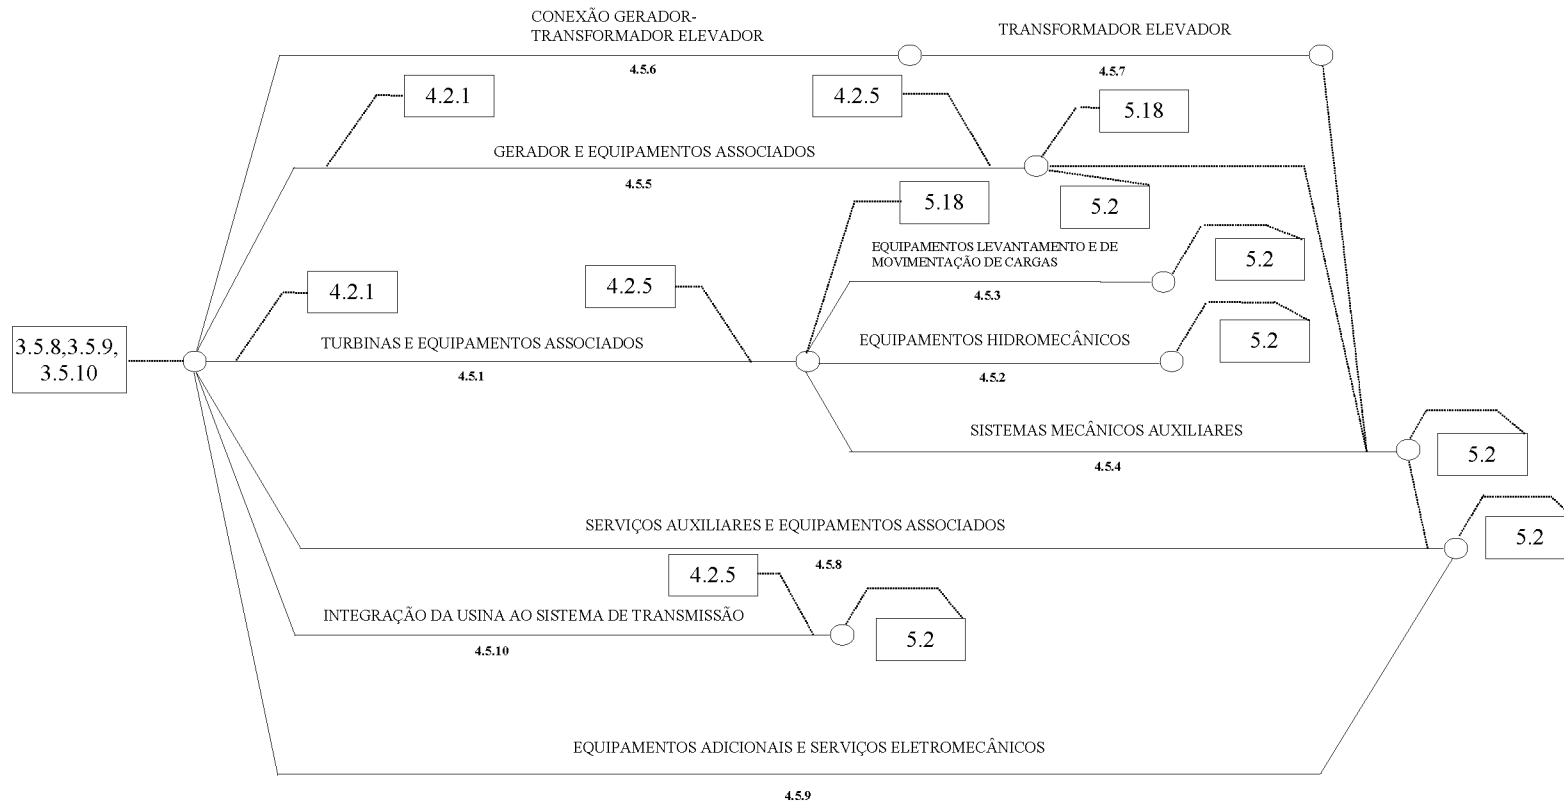 CONEXÃO GERADOR-
TRANSFORMADOR ELEVADOR
TRANSFORMADOR ELEVADOR
4.5.6
4.5.7
4.2.1
4.2.5
5.18
GERADOR E EQUIPAMENTOS ASSOCIADOS
4.5.5
5.18
5.2
EQUIPAMENTOS LEVANTAMENTO E DE
MOVIMENTAÇÃO DE CARGAS
5.2
4.2.1
4.2.5
4.5.3
3.5.8,3.5.9,
3.5.10
TURBINAS E EQUIPAMENTOS ASSOCIADOS
4.5.1
EQUIPAMENTOS HIDROMECÂNICOS
5.2
4.5.2
SISTEMAS MECÂNICOS AUXILIARES
5.2
4.5.4
SERVIÇOS AUXILIARES E EQUIPAMENTOS ASSOCIADOS
5.2
4.5.8
4.2.5
INTEGRAÇÃO DA USINA AO SISTEMA DE TRANSMISSÃO
5.2
4.5.10
EQUIPAMENTOS ADICIONAIS E SERVIÇOS ELETROMECÂNICOS
4.5.9